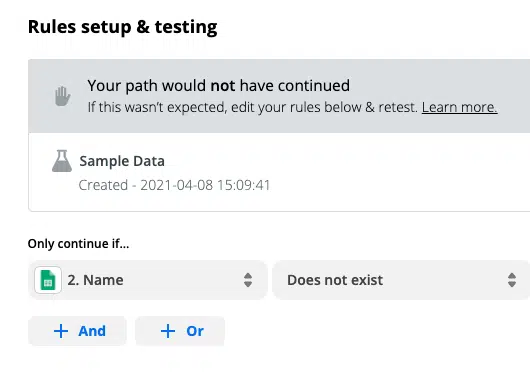 Rules setup & testing
Your path would not have continued
If this wasn't expected, edit your rules below & retest. Learn more.
Sample Data
Created - 2021-04-08 15:09:41
Only continue if...
2. Name
Does not exist
+ And
+ Or